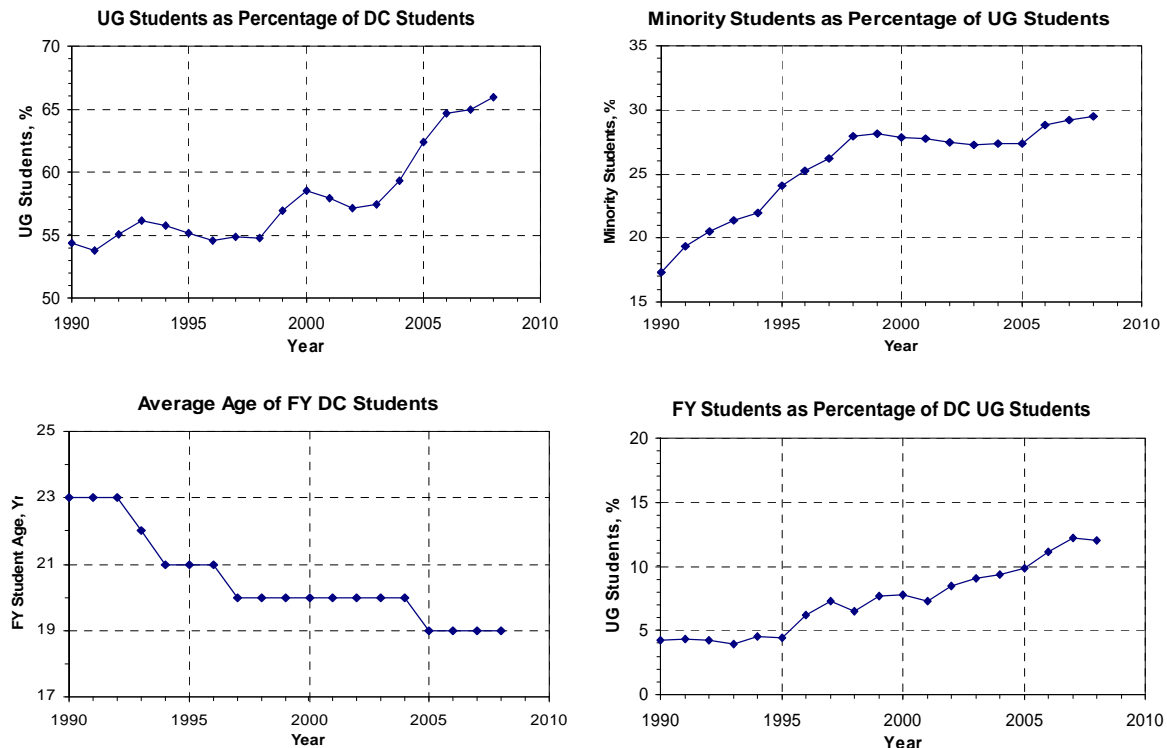 UG Students as Percentage of DC Students
70
65
60
55
50
UG Students, %
1990 1995 2000 2005 2010
Year
Minority Students as Percentage of UG Students
35
30
25
20
15
Minority Students, %
1990 1995 2000 2005 2010
Year
Average Age of FY DC Students
25
23
21
19
17
FY Student Age, Yr
1990 1995 2000 2005 2010
Year
FY Students as Percentage of DC UG Students
20
15
10
5
0
UG Students, %
1990 1995 2000 2005 2010
Year